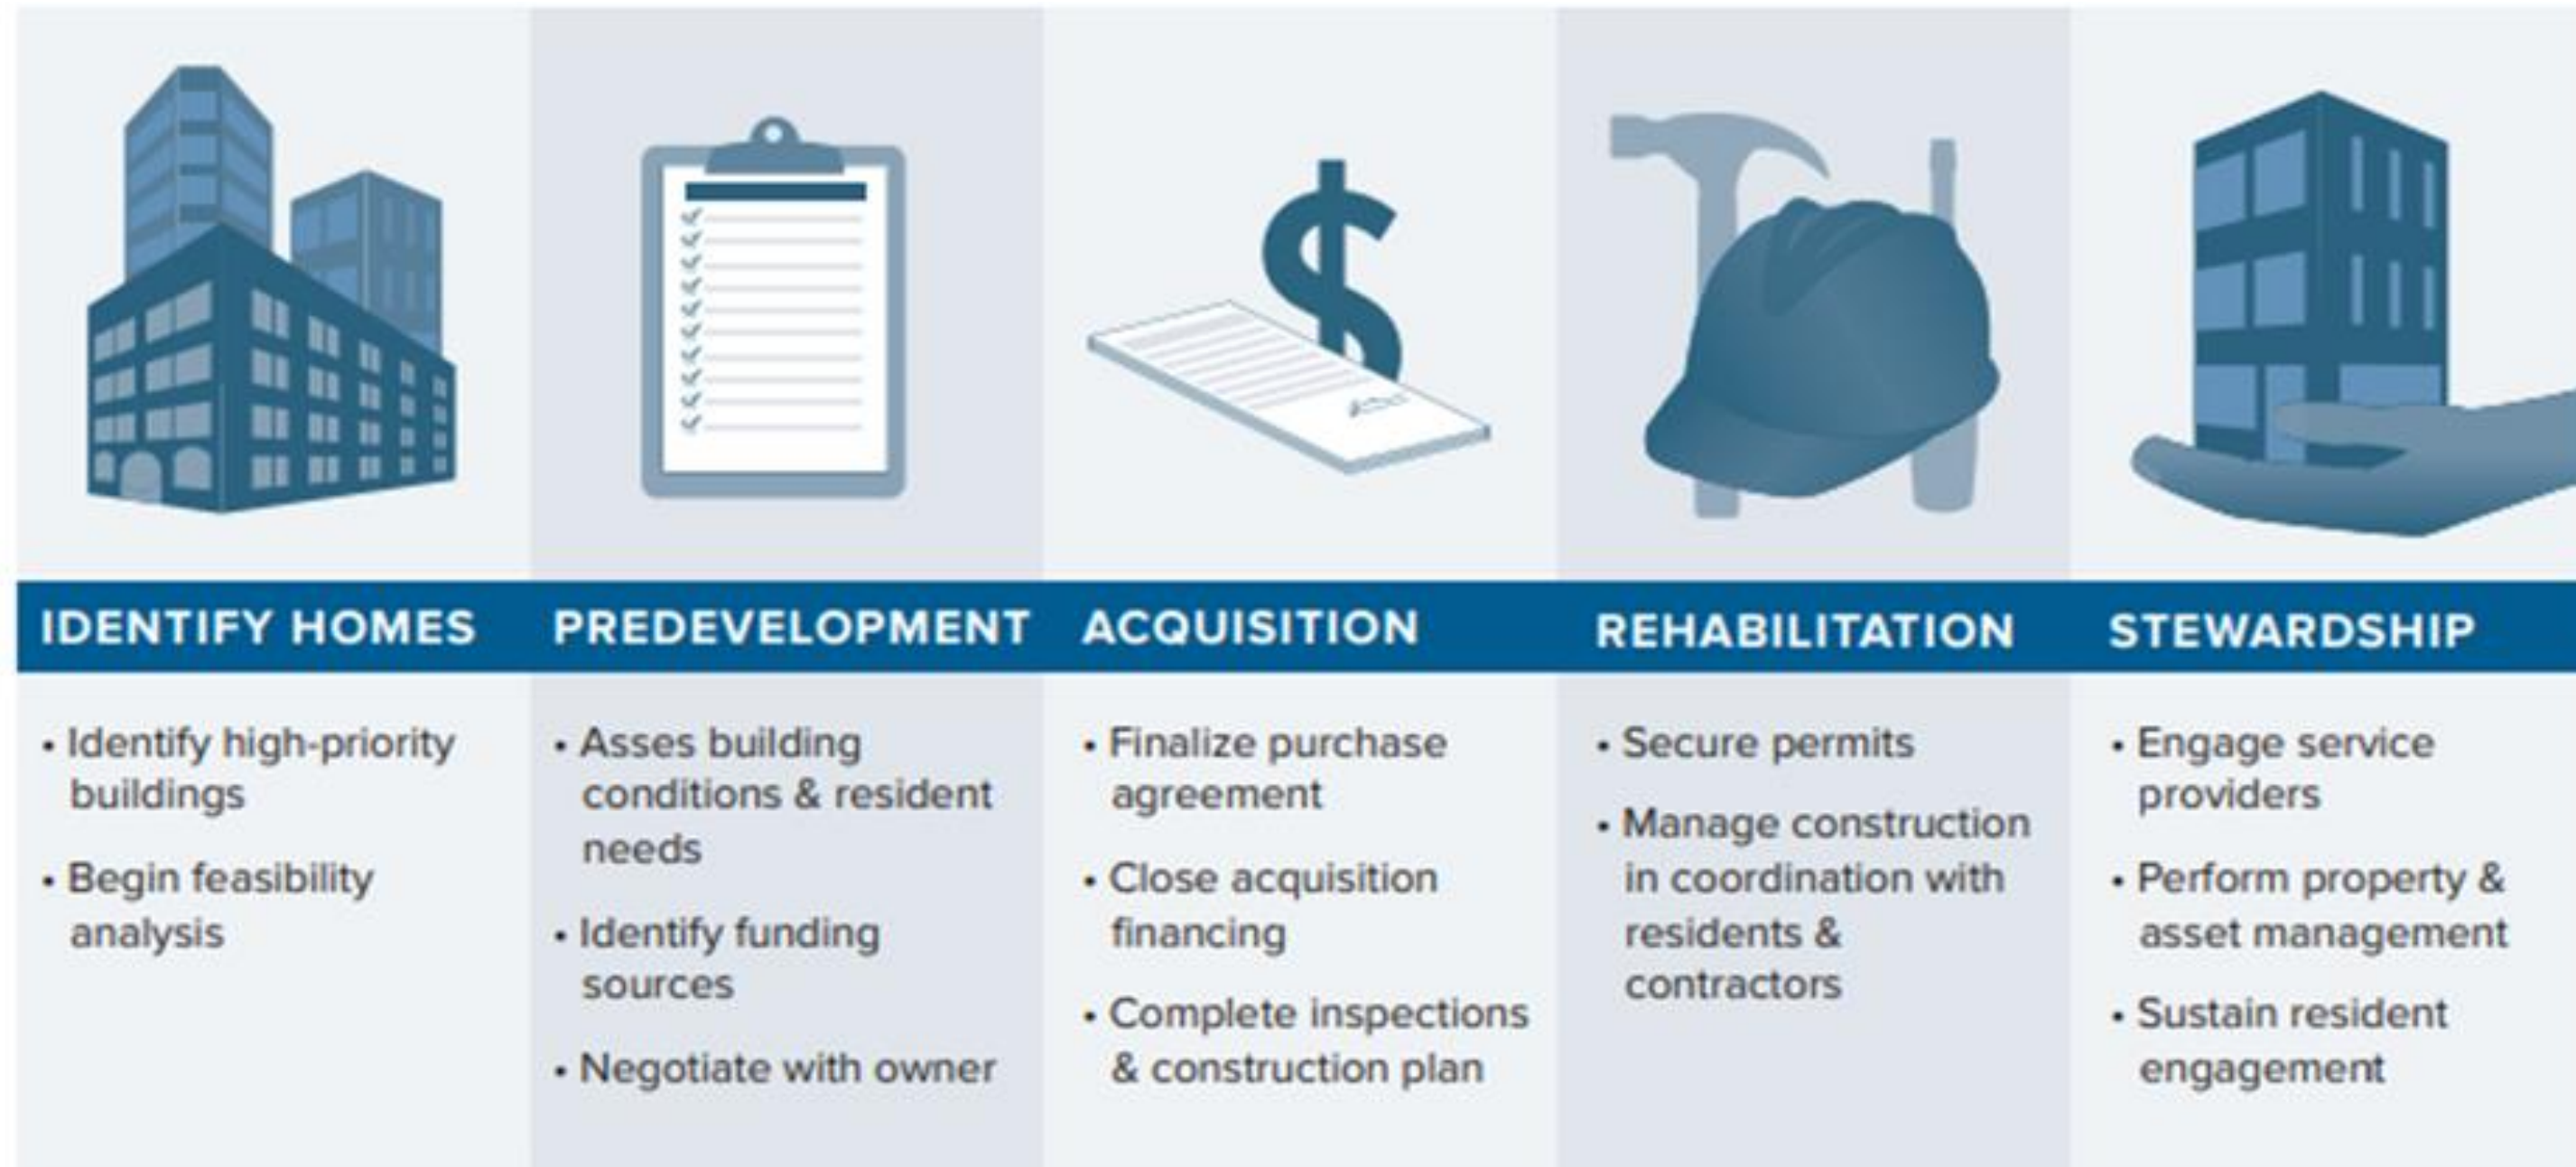 IDENTIFY HOMES
• Identify high-priority
buildings
• Begin feasibility
analysis
PREDEVELOPMENT
• Asses building
conditions & resident
needs
• Identify funding
sources
• Negotiate with owner
ACQUISITION
• Finalize purchase
agreement
• Close acquisition
financing
• Complete inspections
& construction plan
REHABILITATION
• Secure permits
• Manage construction
in coordination with
residents &
contractors
STEWARDSHIP
• Engage service
providers
• Perform property &
asset management
• Sustain resident
engagement